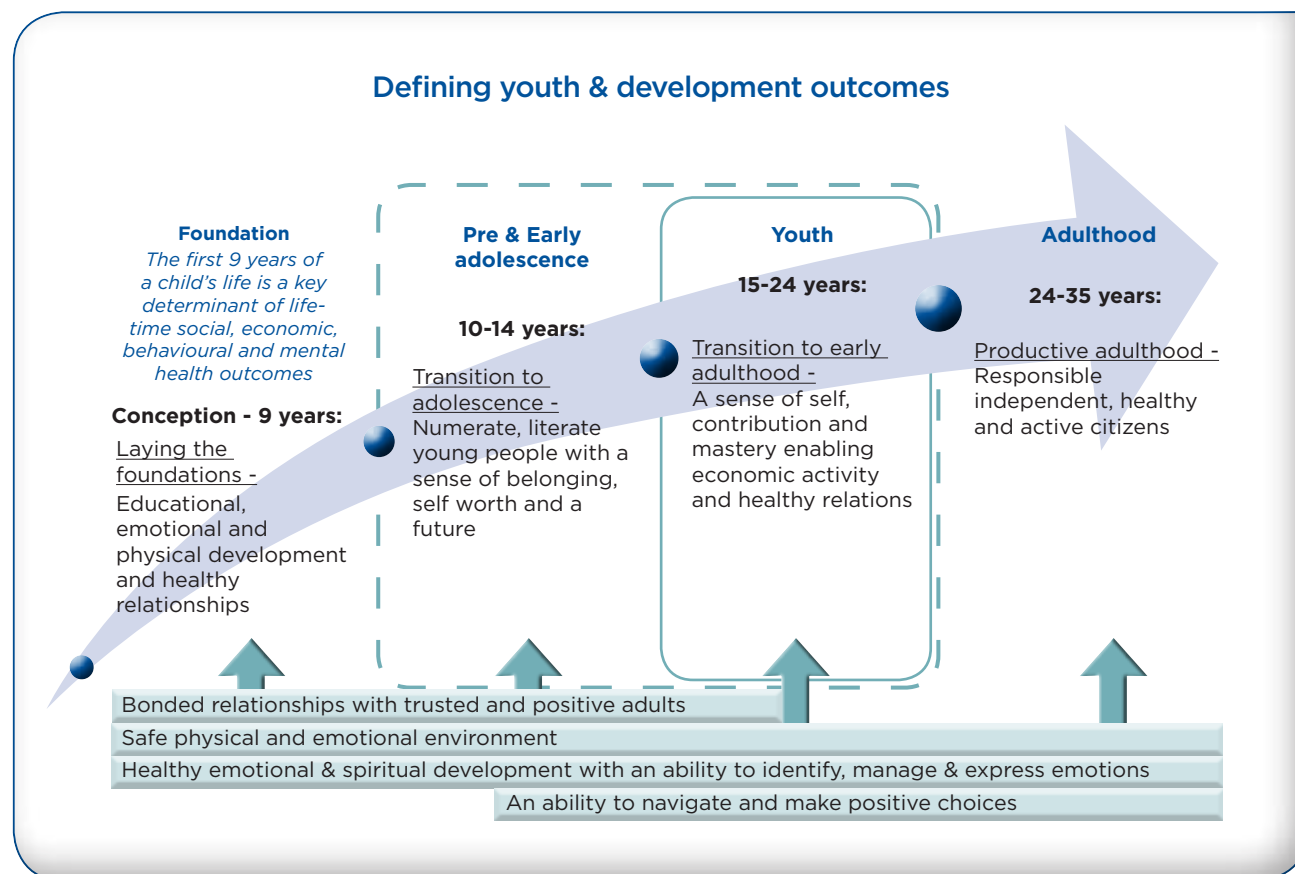 Defining youth & development outcomes
Foundation
The first 9 years of
a child's life is a key
determinant of life-
time social, economic,
behavioural and mental
health outcomes
Conception - 9 years:
Laying the
foundations -
Educational,
emotional and
physical development
and healthy
relationships
Pre & Early
adolescence
10-14 years:
Transition to
adolescence -
Numerate, literate
young people with a
sense of belonging,
self worth and a
future
Youth
15-24 years:
Transition to early
adulthood -
A sense of self,
contribution and
mastery enabling
economic activity
and healthy relations
Adulthood
24-35 years:
Productive adulthood -
Responsible
independent, healthy
and active citizens
Bonded relationships with trusted and positive adults
Safe physical and emotional environment
Healthy emotional & spiritual development with an ability to identify, manage & express emotions
An ability to navigate and make positive choices